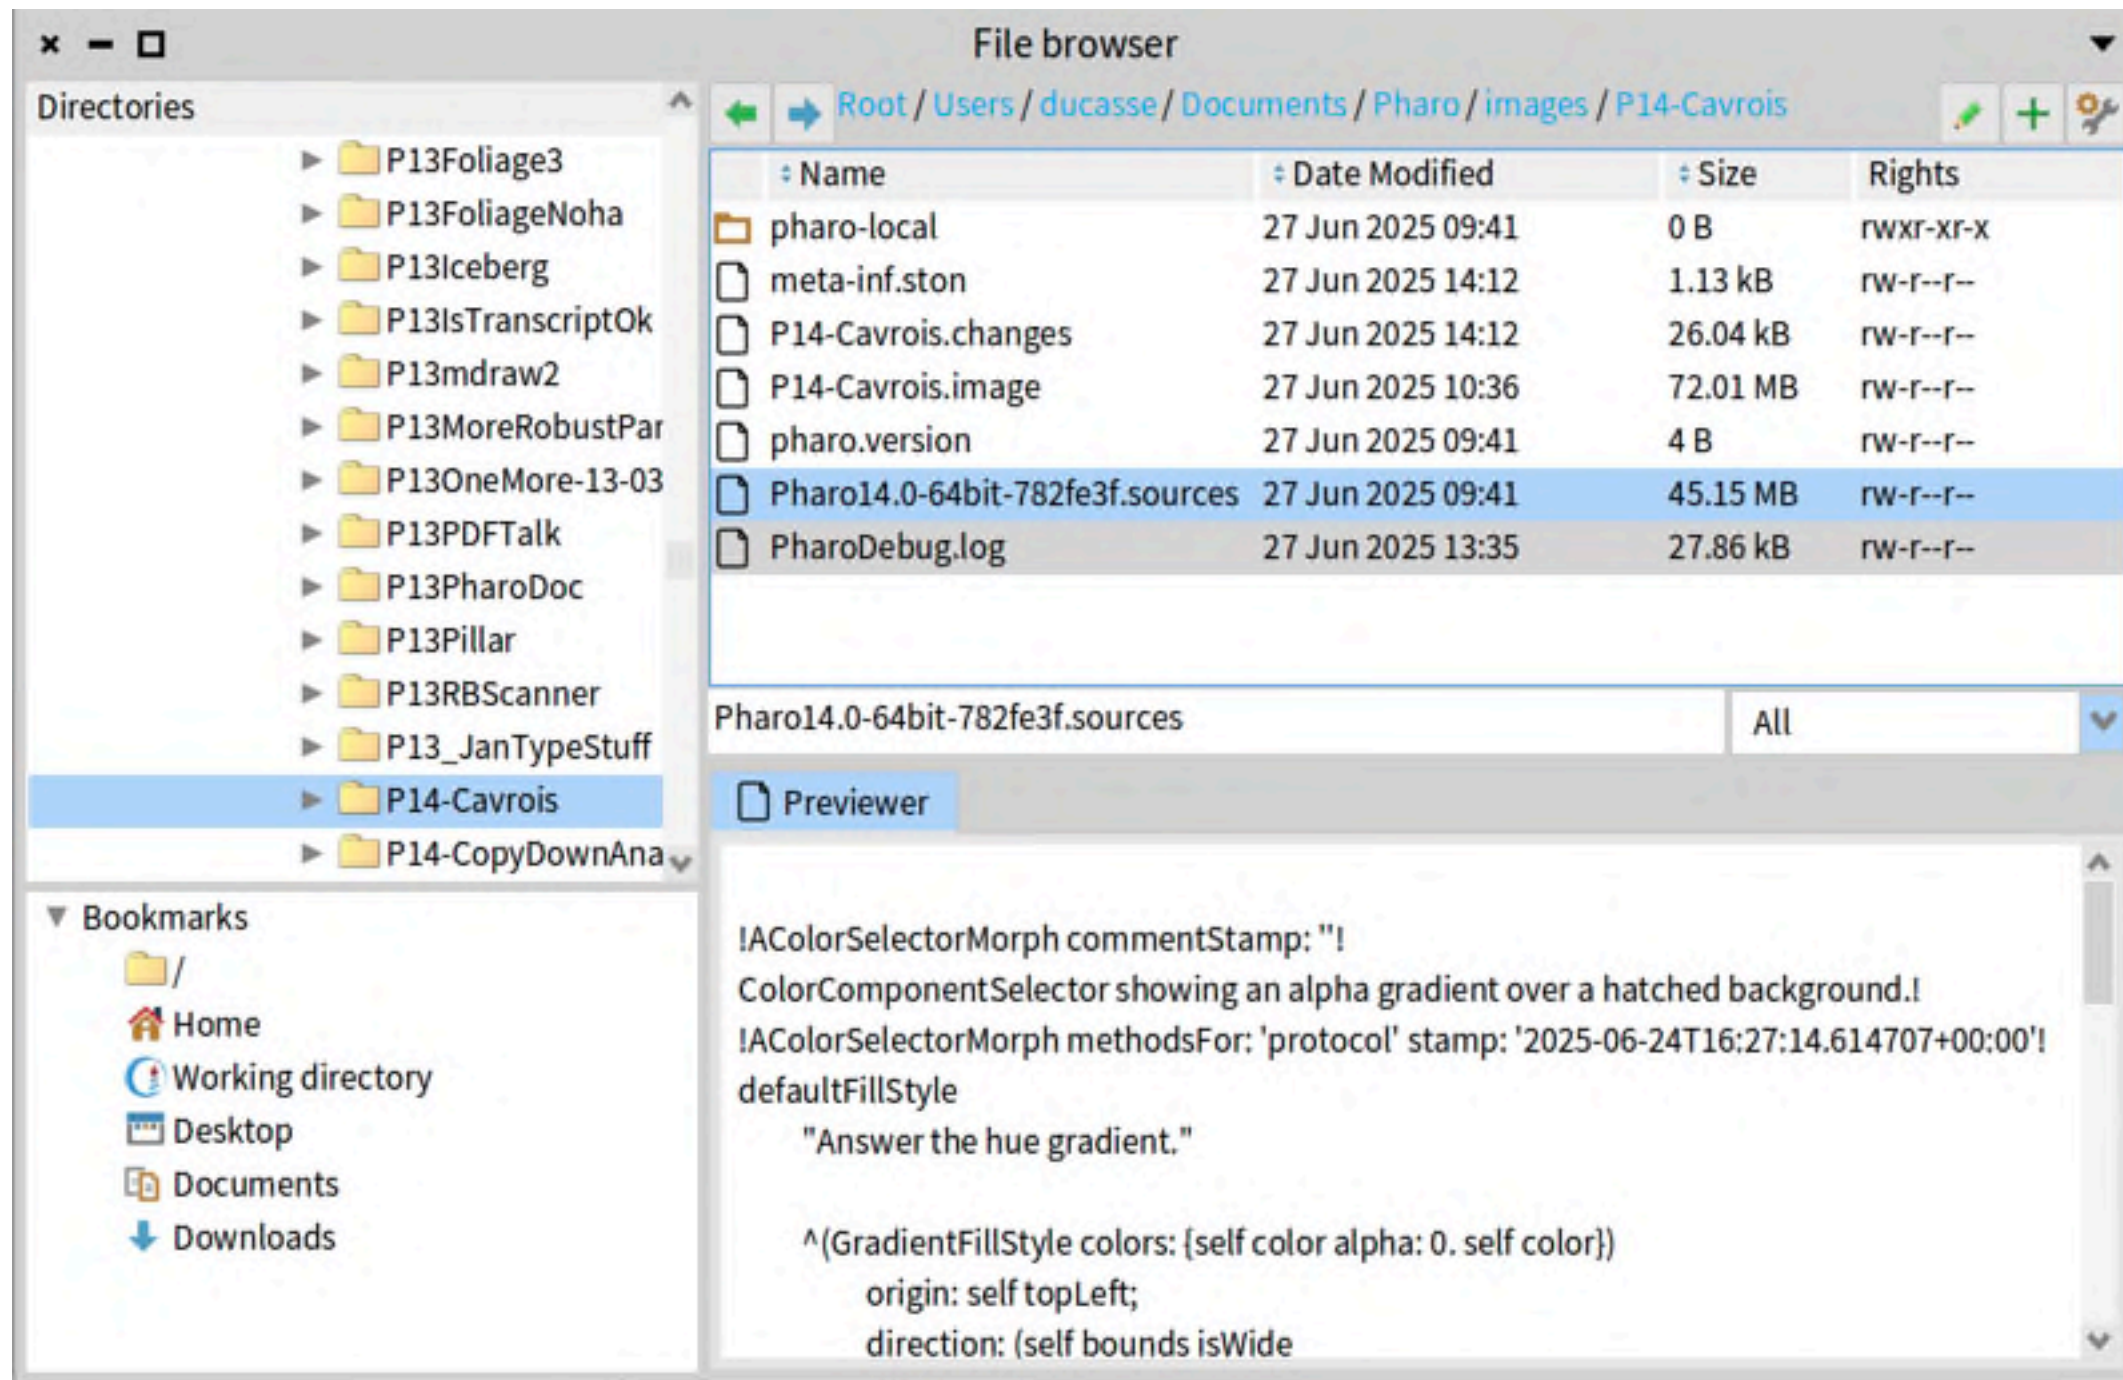 File browser
Directories
P13Foliage3
P13FoliageNoha
P13Iceberg
P13IsTranscriptOk
P13mdraw2
P13MoreRobustPar
P13OneMore-13-03
P13PDFTalk
P13PharoDoc
P13Pillar
P13RBScanner
P13_JanTypeStuff
P14-Cavrois
P14-CopyDownAna
Bookmarks
/
Home
Working directory
Desktop
Documents
Downloads
Root / Users / ducasse / Documents / Pharo / images / P14-Cavrois
Name Date Modified Size Rights
pharo-local 27 Jun 2025 09:41 0 B rwxr-xr-x
meta-inf.ston 27 Jun 2025 14:12 1.13 kB rw-r--r--
P14-Cavrois.changes 27 Jun 2025 14:12 26.04 kB rw-r--r--
P14-Cavrois.image 27 Jun 2025 10:36 72.01 MB rw-r--r--
pharo.version 27 Jun 2025 09:41 4 B rw-r--r--
Pharo14.0-64bit-782fe3f.sources 27 Jun 2025 09:41 45.15 MB rw-r--r--
PharoDebug.log 27 Jun 2025 13:35 27.86 kB rw-r--r--
Pharo14.0-64bit-782fe3f.sources All
Previewer
!AColorSelectorMorph commentStamp: ''!
ColorComponentSelector showing an alpha gradient over a hatched background.!
!AColorSelectorMorph methodsFor: 'protocol' stamp: '2025-06-24T16:27:14.614707+00:00'!
defaultFillStyle
"Answer the hue gradient."
^(GradientFillStyle colors: {self color alpha: 0. self color})
origin: self topLeft;
direction: (self bounds isWide